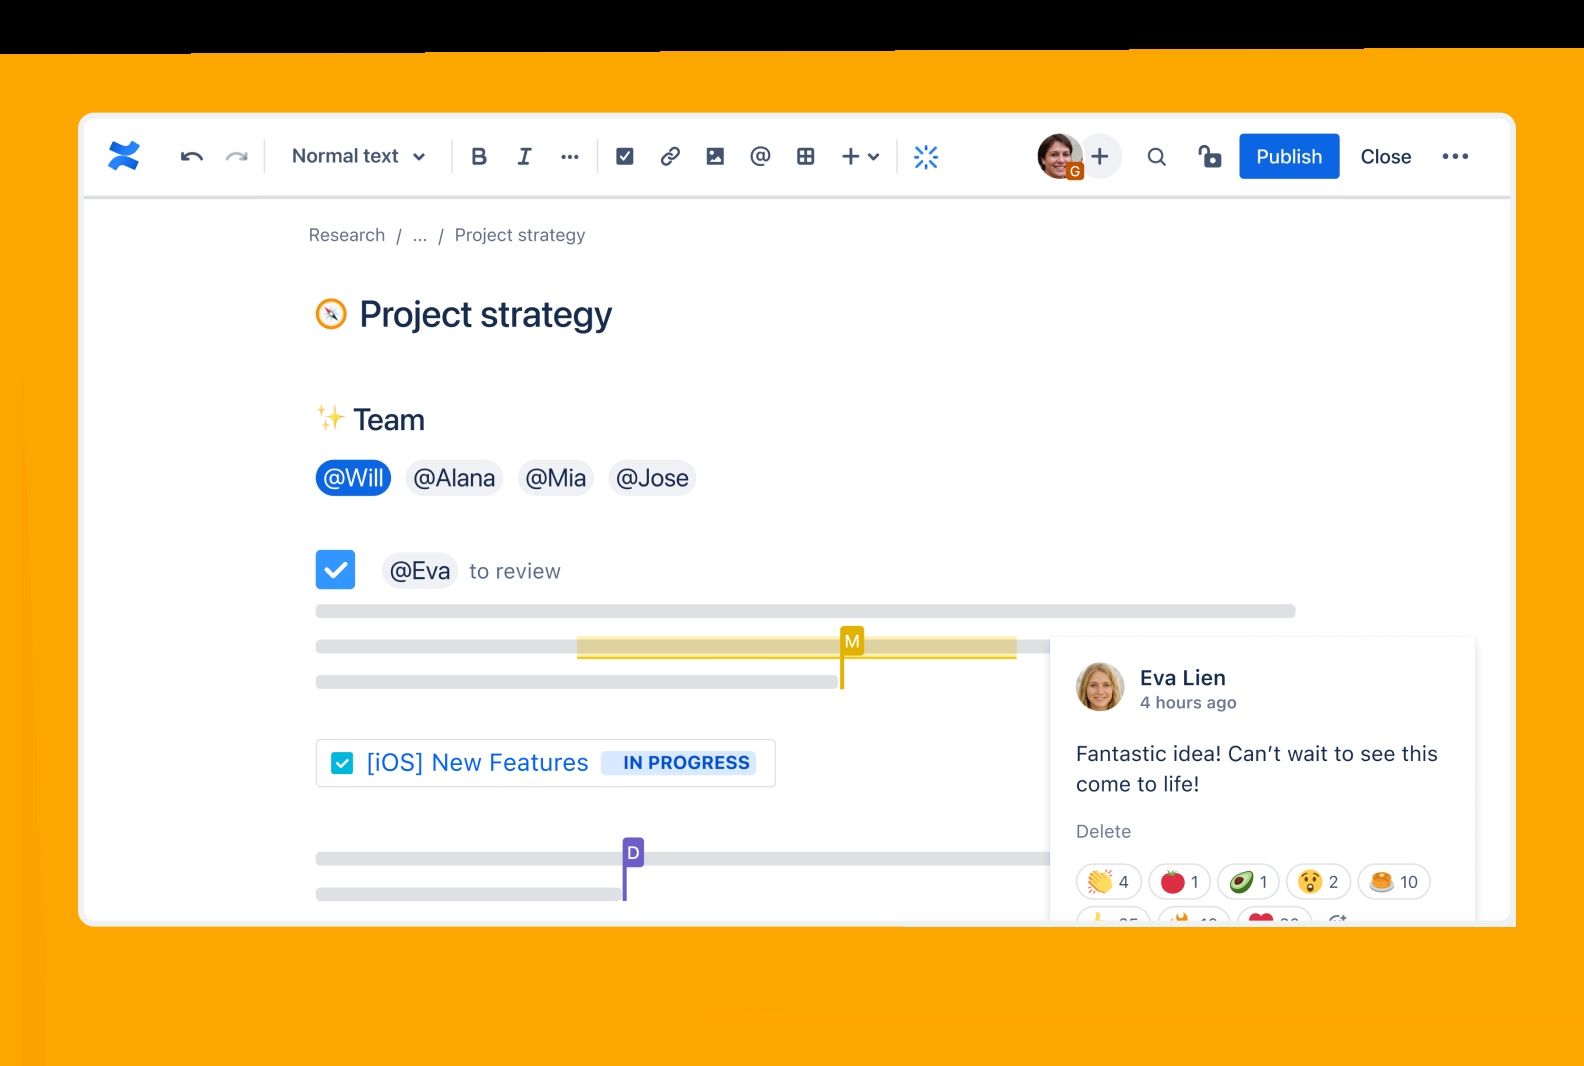 Normal text
B I ... @ +
G +
Publish Close
Research / ... / Project strategy
Project strategy
Team
@Will @Alana @Mia @Jose
@Eva to review
M
Eva Lien
4 hours ago
Fantastic idea! Can’t wait to see this
come to life!
Delete
[iOS] New Features IN PROGRESS
D
4 1 1 2 10